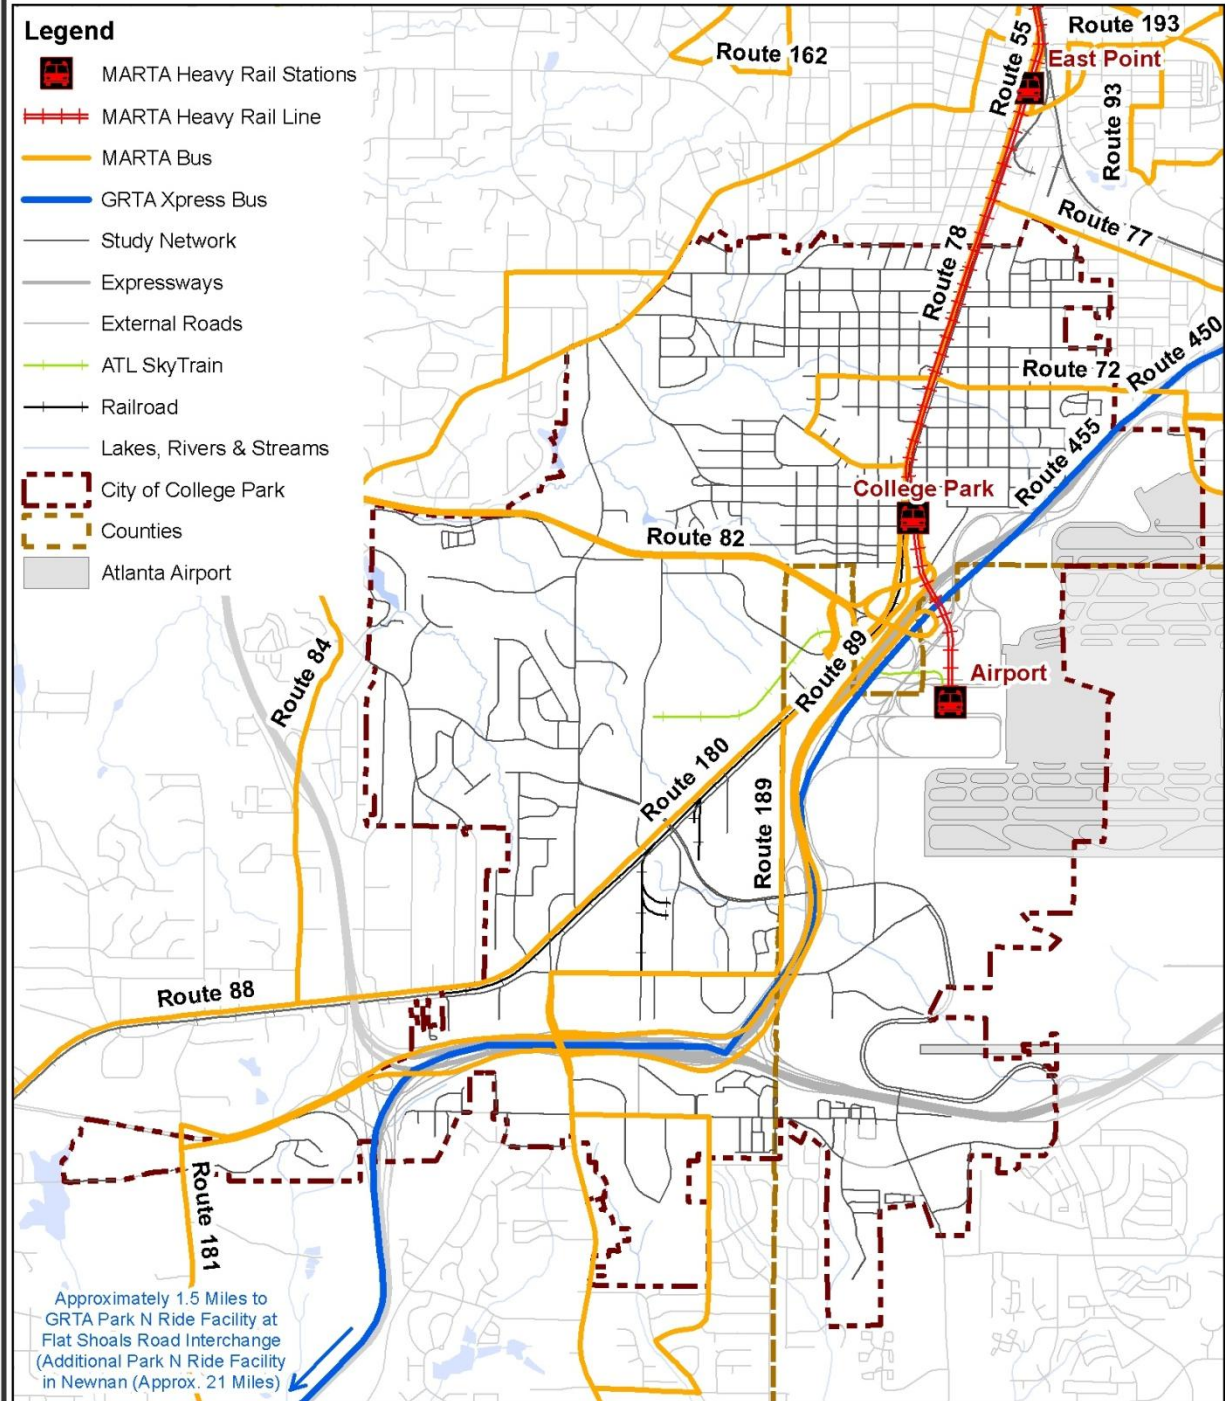 Legend
MARTA Heavy Rail Stations
MARTA Heavy Rail Line
MARTA Bus
GRTA Xpress Bus
Study Network
Expressways
External Roads
ATL SkyTrain
Railroad
Lakes, Rivers & Streams
City of College Park
Counties
Atlanta Airport
Route 162
Route 55
Route 193
East Point
Route 93
Route 77
Route 78
Route 450
Route 72
Route 455
College Park
Route 82
Route 84
Route 89
Airport
Route 180
Route 189
Route 88
Route 181
Approximately 1.5 Miles to
GRTA Park N Ride Facility at
Flat Shoals Road Interchange
(Additional Park N Ride Facility
in Newnan (Approx. 21 Miles)